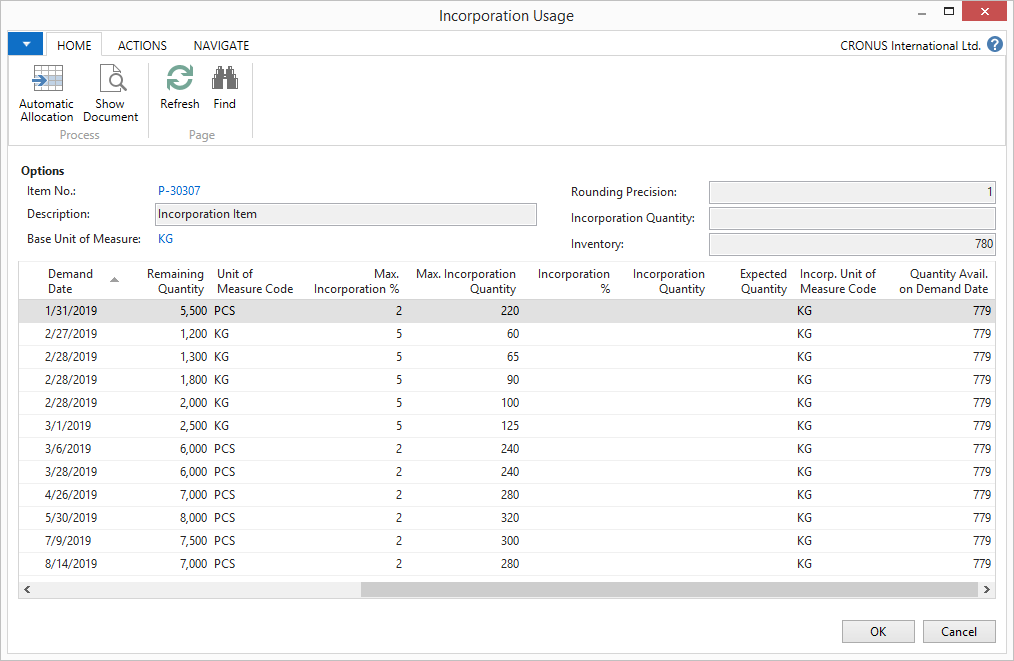 Incorporation Usage
HOME ACTIONS NAVIGATE CRONUS International Ltd. ?
Automatic Allocation Show Document Refresh Find
Process Page
Options
Item No.: P-30307
Description: Incorporation Item
Base Unit of Measure: KG
Rounding Precision: 1
Incorporation Quantity:
Inventory: 780
Demand Date Remaining Quantity Unit of Measure Code Max. Incorporation % Max. Incorporation Quantity Incorporation % Incorporation Quantity Expected Quantity Incorp. Unit of Measure Code Quantity Avail. on Demand Date
1/31/2019 5,500 PCS 2 220 KG 779
2/27/2019 1,200 KG 5 60 KG 779
2/28/2019 1,300 KG 5 65 KG 779
2/28/2019 1,800 KG 5 90 KG 779
2/28/2019 2,000 KG 5 100 KG 779
3/1/2019 2,500 KG 5 125 KG 779
3/6/2019 6,000 PCS 2 240 KG 779
3/28/2019 6,000 PCS 2 240 KG 779
4/26/2019 7,000 PCS 2 280 KG 779
5/30/2019 8,000 PCS 2 320 KG 779
7/9/2019 7,500 PCS 2 300 KG 779
8/14/2019 7,000 PCS 2 280 KG 779
OK Cancel